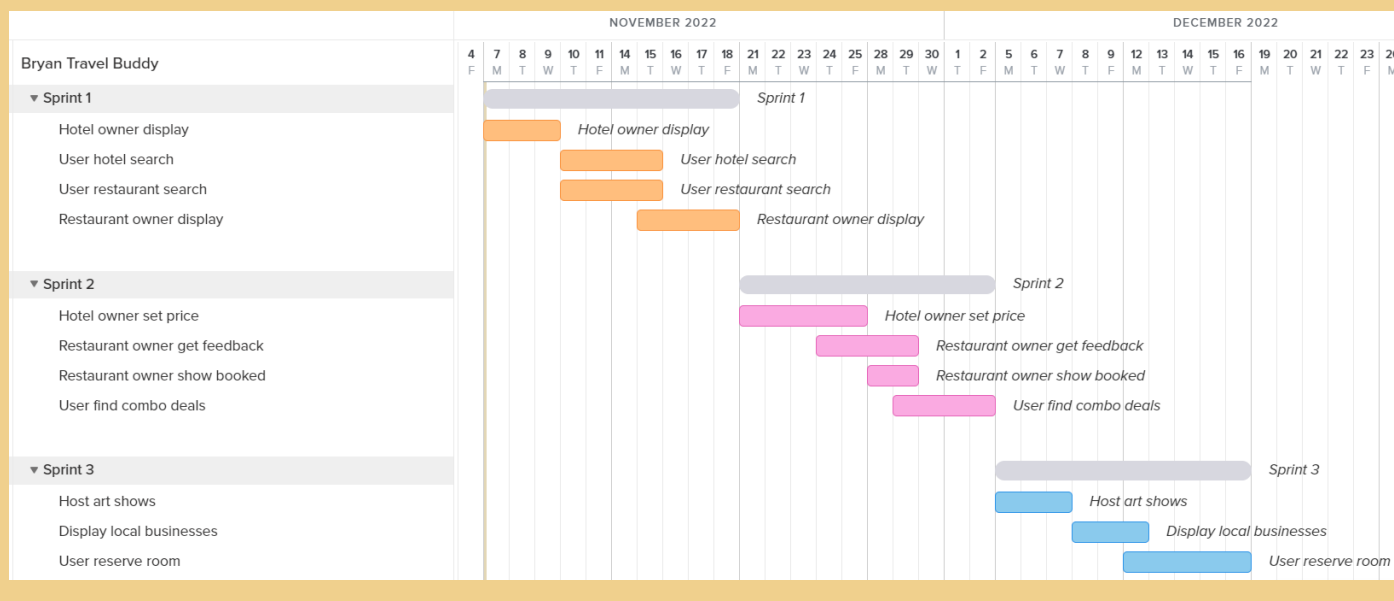 NOVEMBER 2022 DECEMBER 2022
Bryan Travel Buddy 4 7 8 9 10 11 14 15 16 17 18 21 22 23 24 25 28 29 30 1 2 5 6 7 8 9 12 13 14 15 16 19 20 21 22 23
F M T W T F M T W T F M T W T F M T W T F M T W T F M T W T F M T W T F
Sprint 1 Sprint 1
Hotel owner display Hotel owner display
User hotel search User hotel search
User restaurant search User restaurant search
Restaurant owner display Restaurant owner display
Sprint 2 Sprint 2
Hotel owner set price Hotel owner set price
Restaurant owner get feedback Restaurant owner get feedback
Restaurant owner show booked Restaurant owner show booked
User find combo deals User find combo deals
Sprint 3 Sprint 3
Host art shows Host art shows
Display local businesses Display local businesses
User reserve room User reserve room